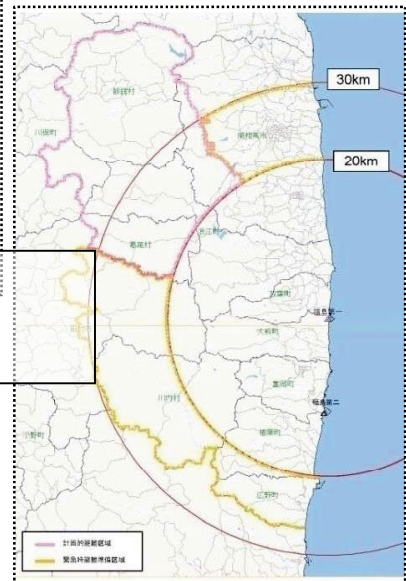 30km
20km
飯舘村
川俣町
南相馬市
浪江町
葛尾村
双葉町
福島第一
大熊町
富岡町
川内村
福島第二
楢葉町
小野町
広野町
計画的避難区域
緊急時避難準備区域